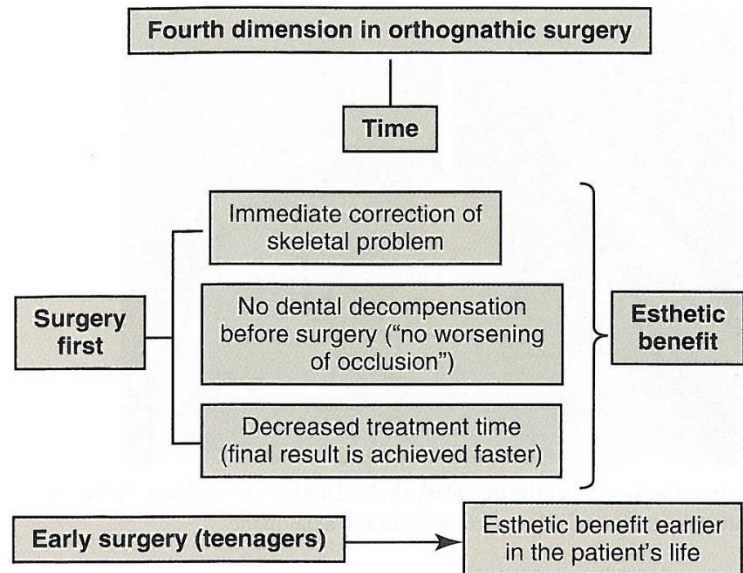 Fourth dimension in orthognathic surgery
Time
Immediate correction of
skeletal problem
Surgery
first
No dental decompensation
before surgery (“no worsening
of occlusion”)
Esthetic
benefit
Decreased treatment time
(final result is achieved faster)
Early surgery (teenagers)
Esthetic benefit earlier
in the patient’s life